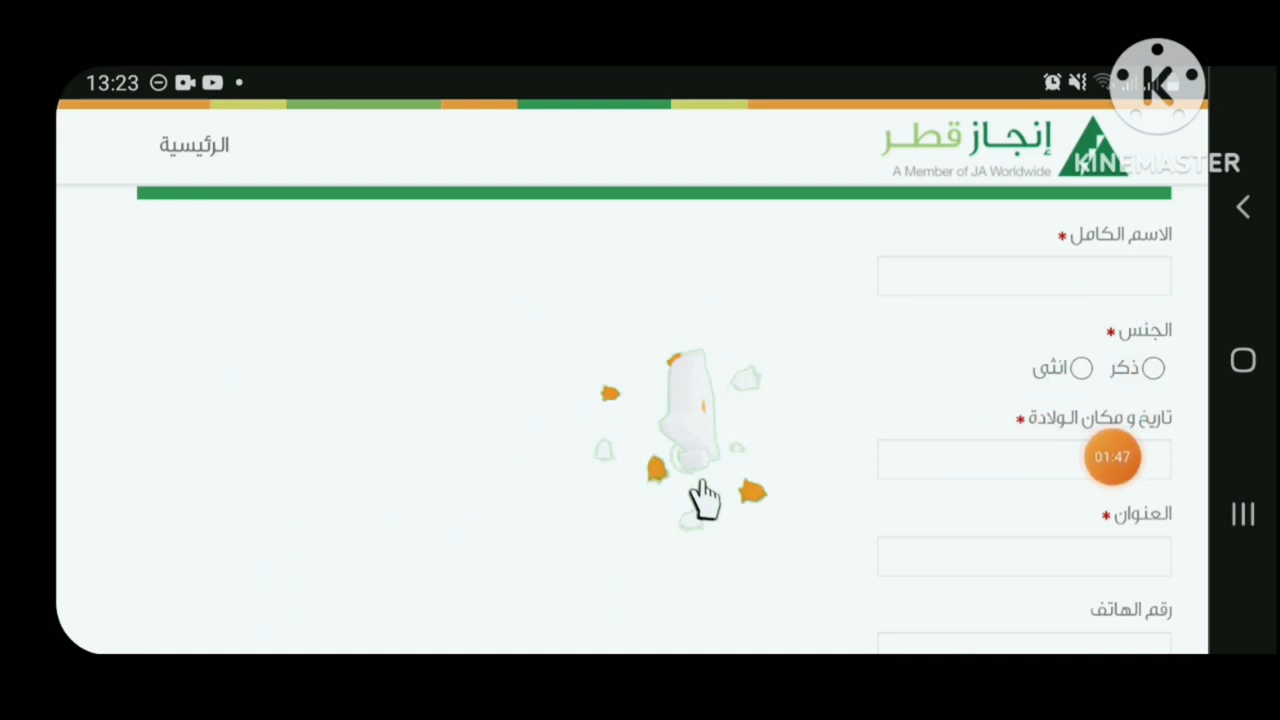 13:23
KINEMASTER
الرئيسية
إنجاز قطر
A Member of JA Worldwide
الاسم الكامل *
الجنس *
ذكر
انثى
تاريخ و مكان الولادة *
01:47
العنوان *
رقم الهاتف